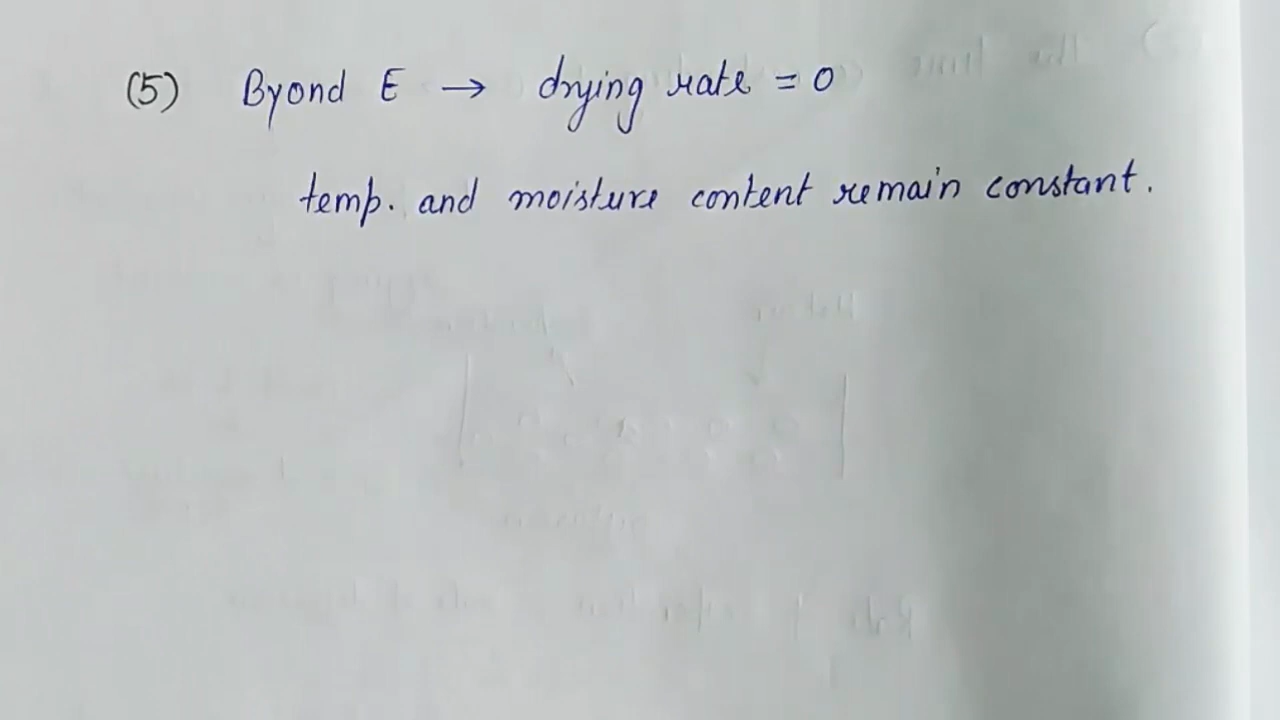 (5) Byond E → drying rate = 0
temp. and moisture content remain constant.